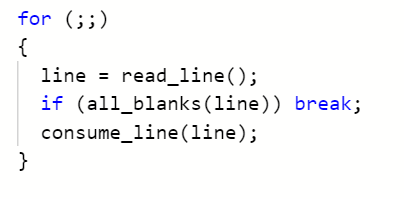 for (;;)
{
line = read_line();
if (all_blanks(line)) break;
consume_line(line);
}